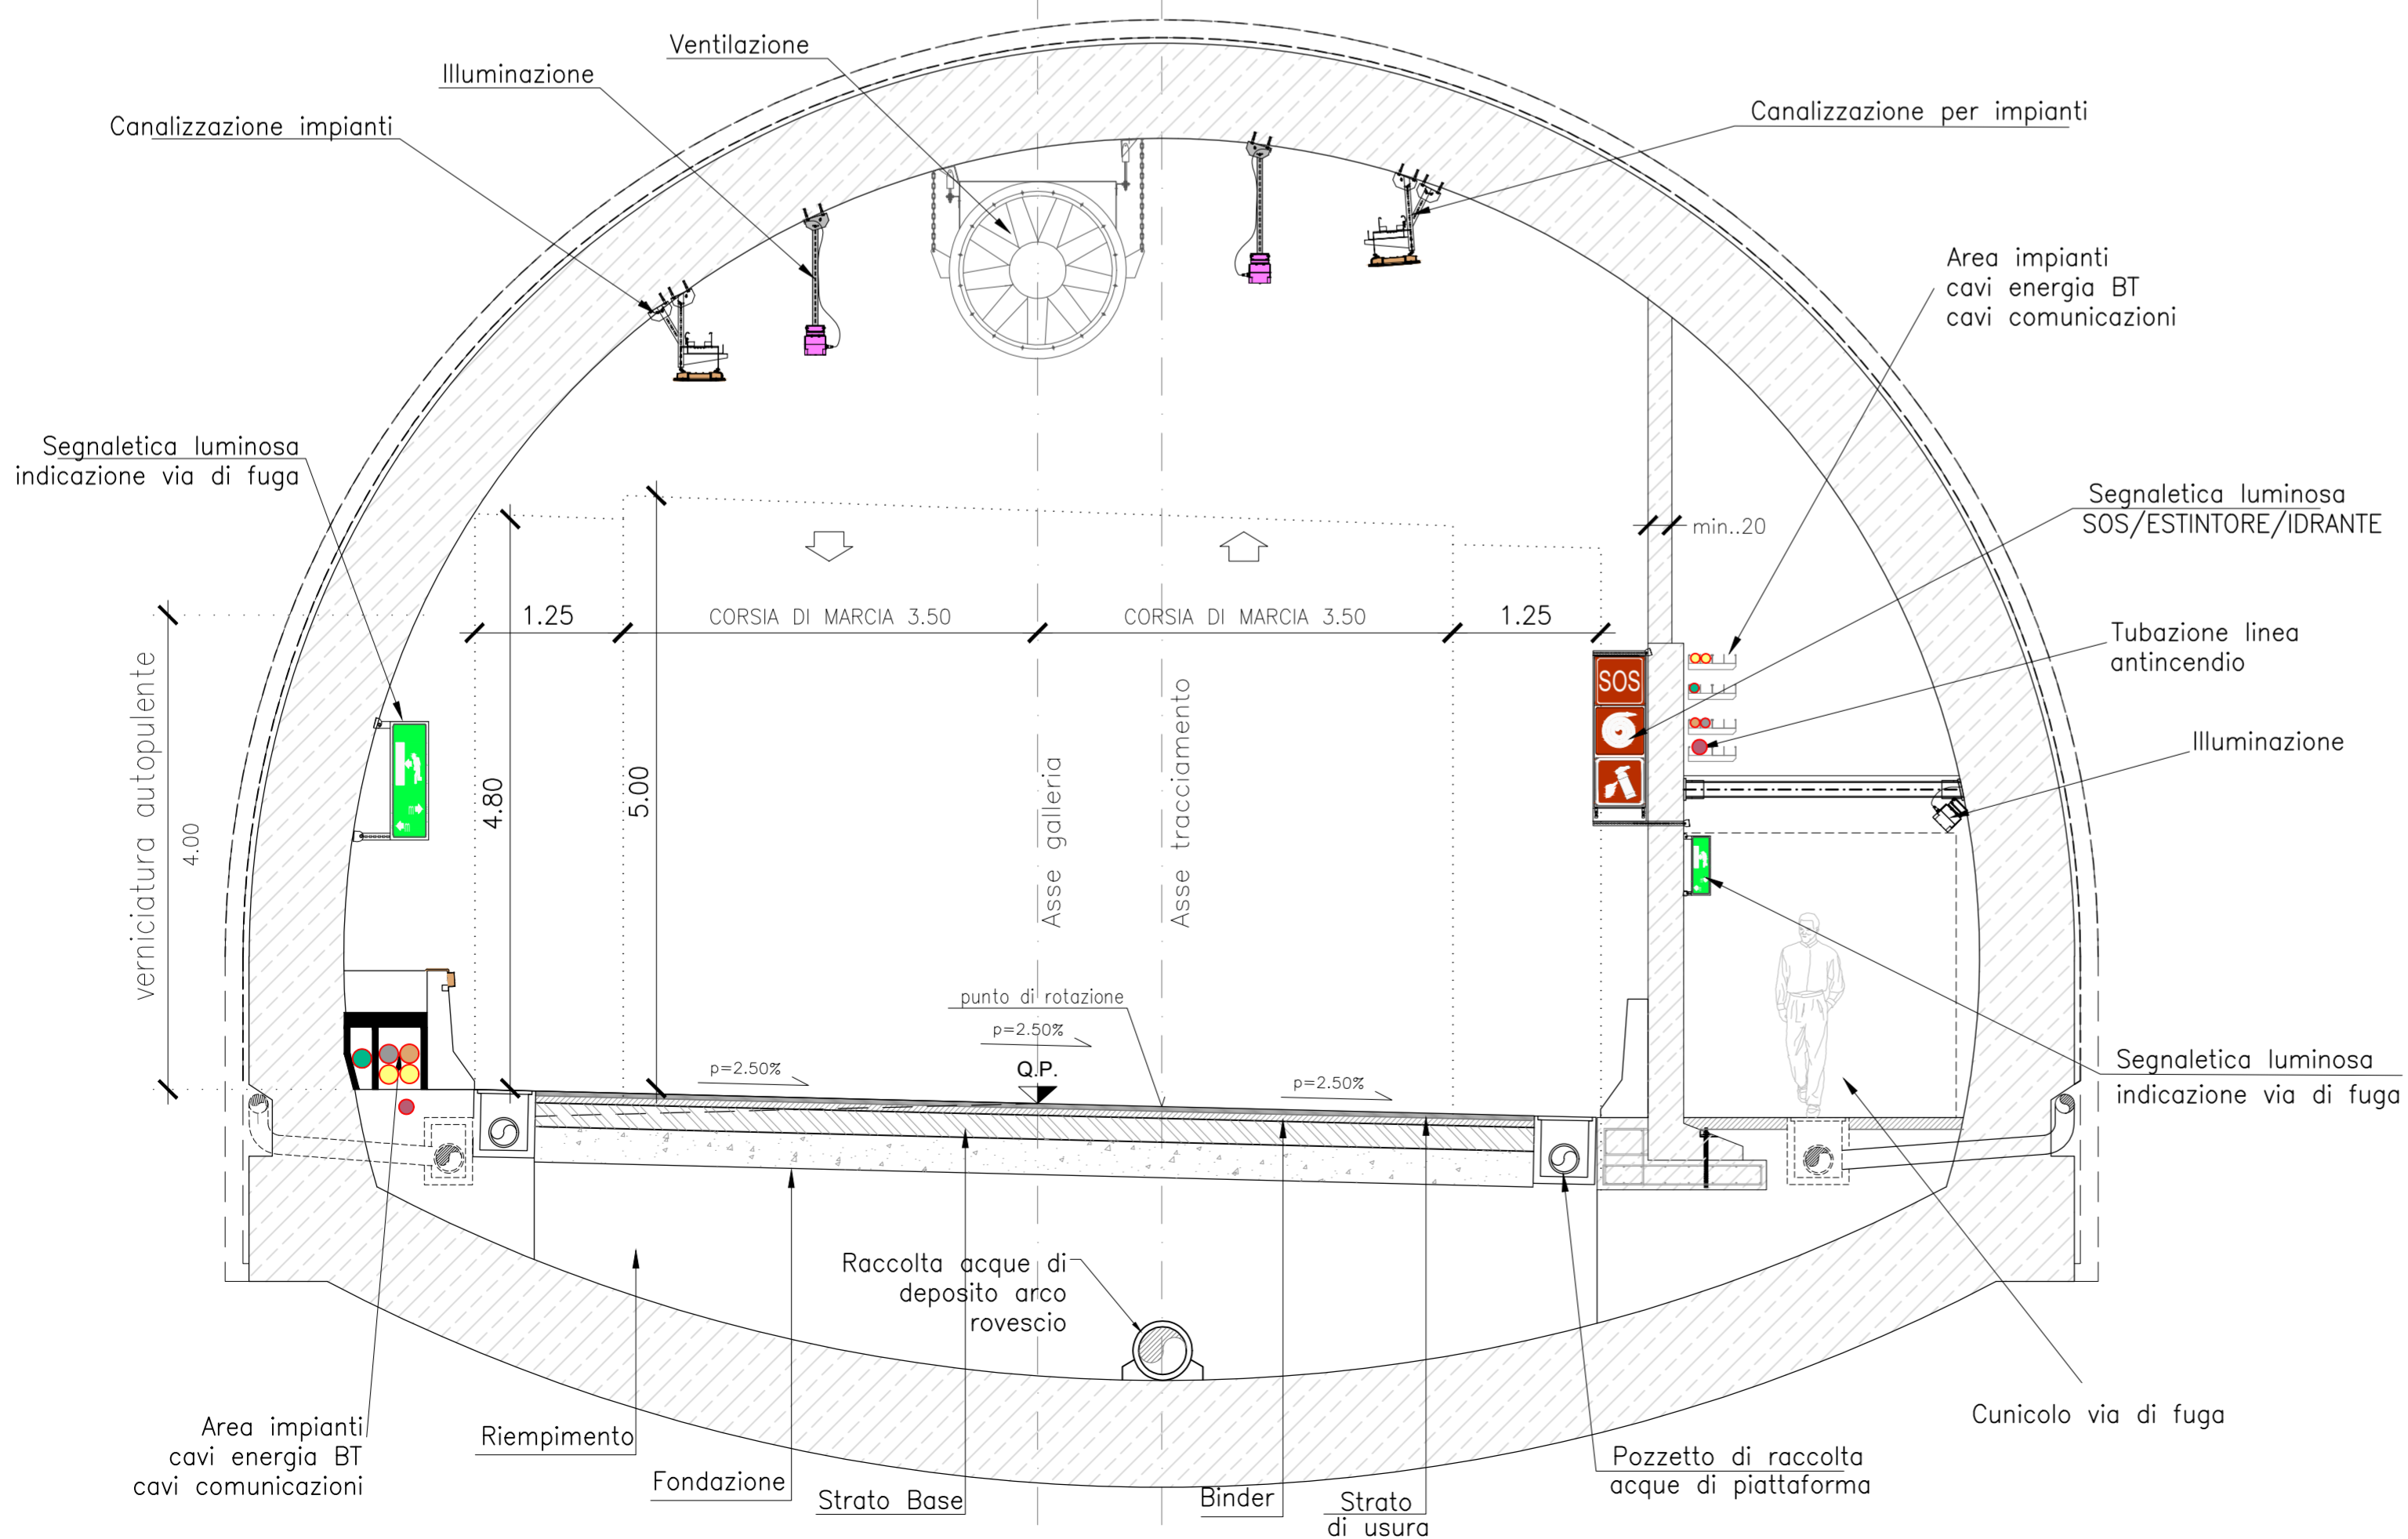 Ventilazione
Illuminazione
Canalizzazione impianti
Canalizzazione per impianti
Area impianti
cavi energia BT
cavi comunicazioni
Segnaletica luminosa
indicazione via di fuga
Segnaletica luminosa
SOS/ESTINTORE/IDRANTE
min..20
1.25
CORSIA DI MARCIA 3.50
CORSIA DI MARCIA 3.50
1.25
Tubazione linea
antincendio
SOS
Illuminazione
verniciatura autopulente
4.00
4.80
5.00
Asse galleria
Asse tracciamento
punto di rotazione
p=2.50%
p=2.50%
Q.P.
p=2.50%
Segnaletica luminosa
indicazione via di fuga
Raccolta acque di
deposito arco
rovescio
Cunicolo via di fuga
Area impianti
cavi energia BT
cavi comunicazioni
Riempimento
Fondazione
Strato Base
Binder
Strato
di usura
Pozzetto di raccolta
acque di piattaforma